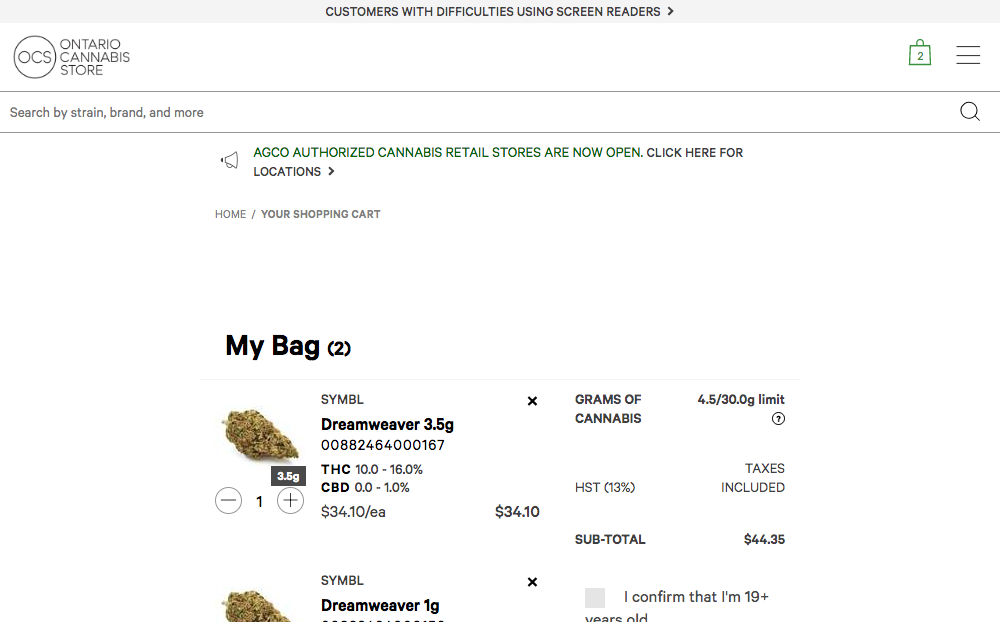 CUSTOMERS WITH DIFFICULTIES USING SCREEN READERS
OCS
ONTARIO
CANNABIS
STORE
2
Search by strain, brand, and more
AGCO AUTHORIZED CANNABIS RETAIL STORES ARE NOW OPEN. CLICK HERE FOR
LOCATIONS
HOME / YOUR SHOPPING CART
My Bag (2)
SYMBL
Dreamweaver 3.5g
00882464000167
THC 10.0 - 16.0%
CBD 0.0 - 1.0%
3.5g
1
$34.10/ea
$34.10
GRAMS OF
CANNABIS
4.5/30.0g limit
?
HST (13%)
TAXES
INCLUDED
SUB-TOTAL
$44.35
SYMBL
Dreamweaver 1g
I confirm that I'm 19+
years old